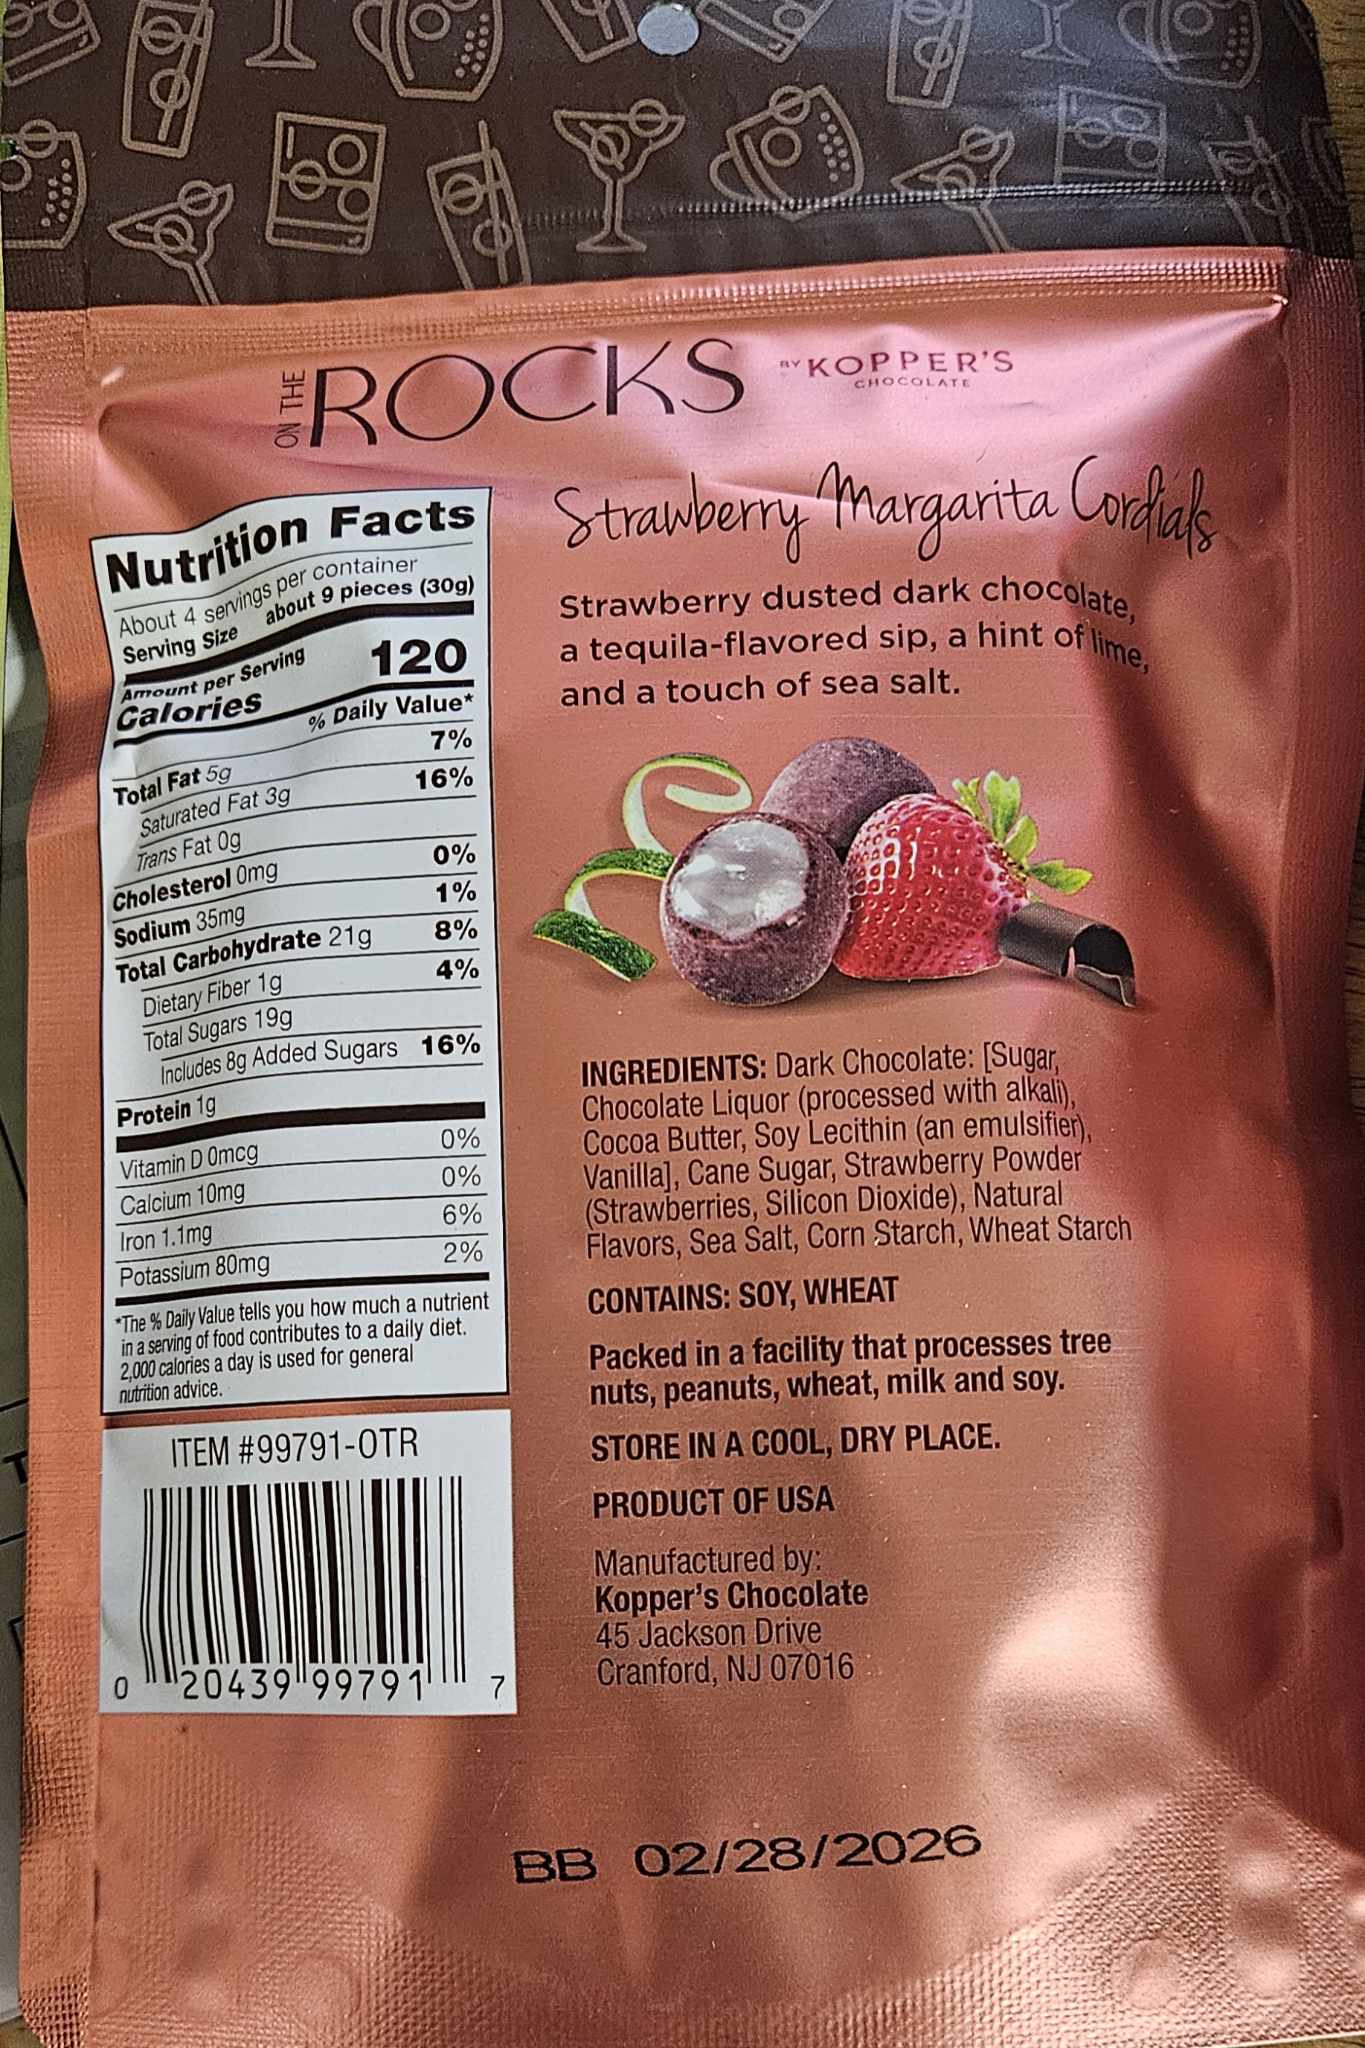 ON THE ROCKS BY KOPPER'S
CHOCOLATE
Strawberry Margarita Cordials
Strawberry dusted dark chocolate,
a tequila-flavored sip, a hint of lime,
and a touch of sea salt.
Nutrition Facts
About 4 servings per container
Serving Size about 9 pieces (30g)
Amount per Serving
Calories 120
% Daily Value*
Total Fat 5g 7%
Saturated Fat 3g 16%
Trans Fat 0g
Cholesterol 0mg 0%
Sodium 35mg 1%
Total Carbohydrate 21g 8%
Dietary Fiber 1g 4%
Total Sugars 19g
Includes 8g Added Sugars 16%
Protein 1g
Vitamin D 0mcg 0%
Calcium 10mg 0%
Iron 1.1mg 6%
Potassium 80mg 2%
*The % Daily Value tells you how much a nutrient
in a serving of food contributes to a daily diet.
2,000 calories a day is used for general
nutrition advice.
ITEM #99791-OTR
0 20439 99791 7
INGREDIENTS: Dark Chocolate: [Sugar,
Chocolate Liquor (processed with alkali),
Cocoa Butter, Soy Lecithin (an emulsifier),
Vanilla], Cane Sugar, Strawberry Powder
(Strawberries, Silicon Dioxide), Natural
Flavors, Sea Salt, Corn Starch, Wheat Starch
CONTAINS: SOY, WHEAT
Packed in a facility that processes tree
nuts, peanuts, wheat, milk and soy.
STORE IN A COOL, DRY PLACE.
PRODUCT OF USA
Manufactured by:
Kopper's Chocolate
45 Jackson Drive
Cranford, NJ 07016
BB 02/28/2026